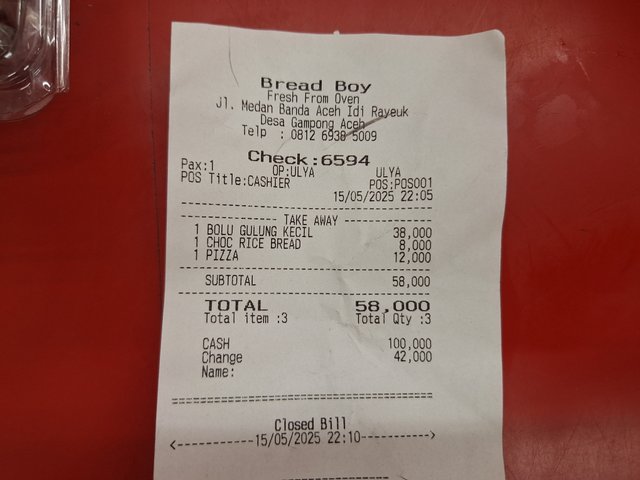 Bread Boy
Fresh From Oven
Jl. Medan Banda Aceh Idi Rayeuk
Desa Gampong Aceh
Telp : 0812 6938 5009
Check:6594
Pax:1 OP:ULYA ULYA
POS Title:CASHIER POS:POS001
15/05/2025 22:05
TAKE AWAY
1 BOLU GULUNG KECIL 38,000
1 CHOC RICE BREAD 8,000
1 PIZZA 12,000
SUBTOTAL 58,000
TOTAL 58,000
Total item :3 Total Qty :3
CASH 100,000
Change 42,000
Name:
Closed Bill
<----------15/05/2025 22:10---------->